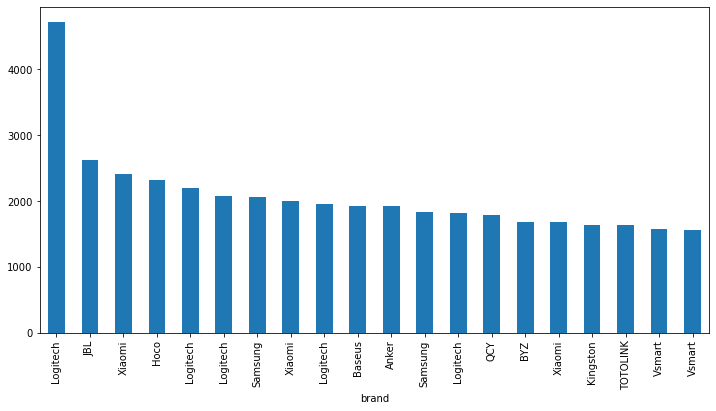 4000
3000
2000
1000
0
Logitech
JBL
Xiaomi
Hoco
Logitech
Logitech
Samsung
Xiaomi
Logitech
Baseus
Anker
Samsung
Logitech
QCY
BYZ
Xiaomi
Kingston
TOTOLINK
Vsmart
Vsmart
brand